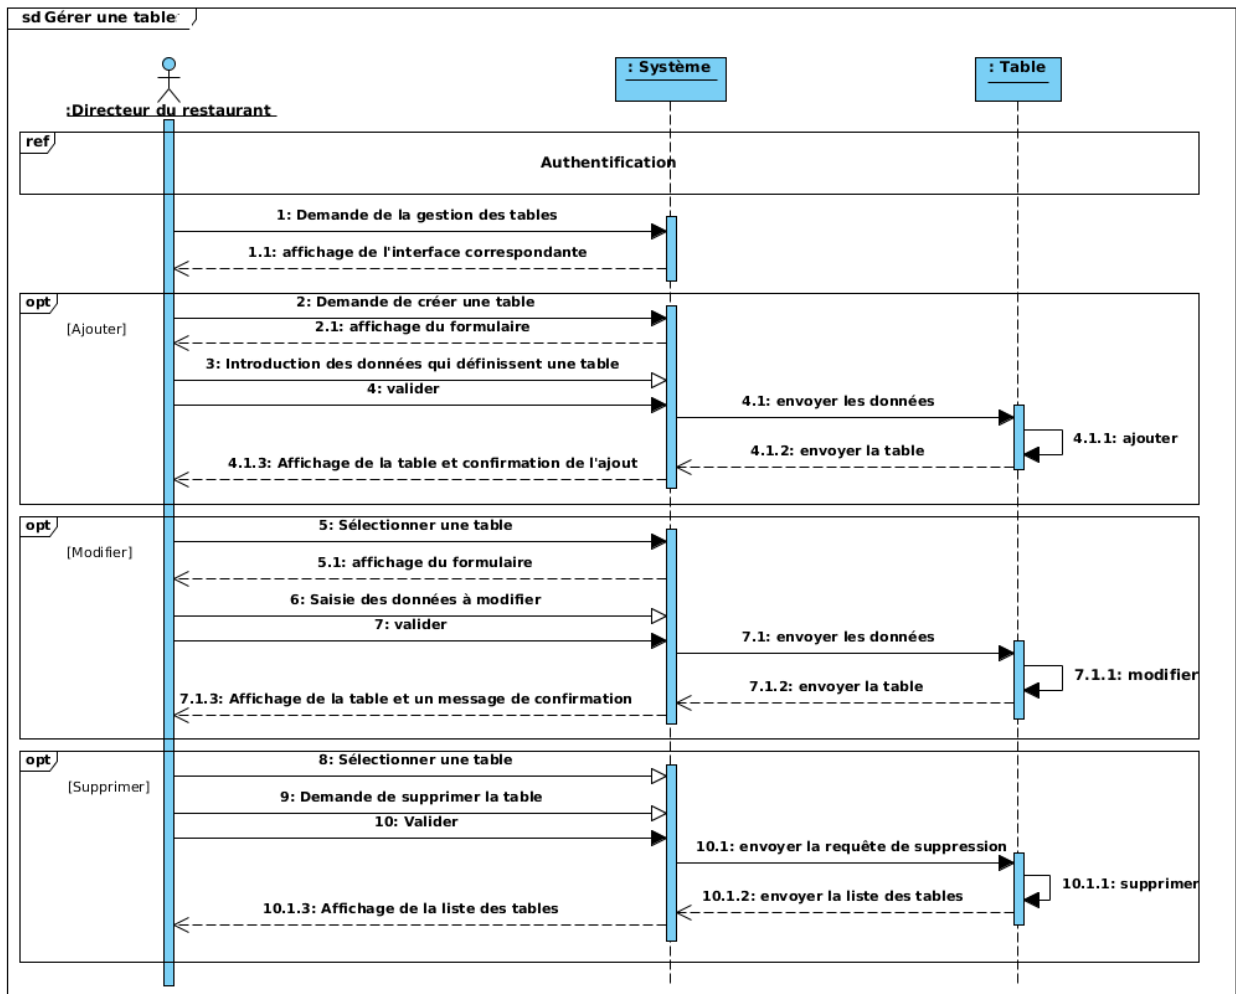 sd Gérer une table
: Système
: Table
:Directeur du restaurant
ref
Authentification
1: Demande de la gestion des tables
1.1: affichage de l'interface correspondante
opt
2: Demande de créer une table
[Ajouter]
2.1: affichage du formulaire
3: Introduction des données qui définissent une table
4: valider
4.1: envoyer les données
4.1.1: ajouter
4.1.2: envoyer la table
4.1.3: Affichage de la table et confirmation de l'ajout
opt
5: Sélectionner une table
[Modifier]
5.1: affichage du formulaire
6: Saisie des données à modifier
7: valider
7.1: envoyer les données
7.1.1: modifier
7.1.2: envoyer la table
7.1.3: Affichage de la table et un message de confirmation
opt
8: Sélectionner une table
[Supprimer]
9: Demande de supprimer la table
10: Valider
10.1: envoyer la requête de suppression
10.1.1: supprimer
10.1.2: envoyer la liste des tables
10.1.3: Affichage de la liste des tables